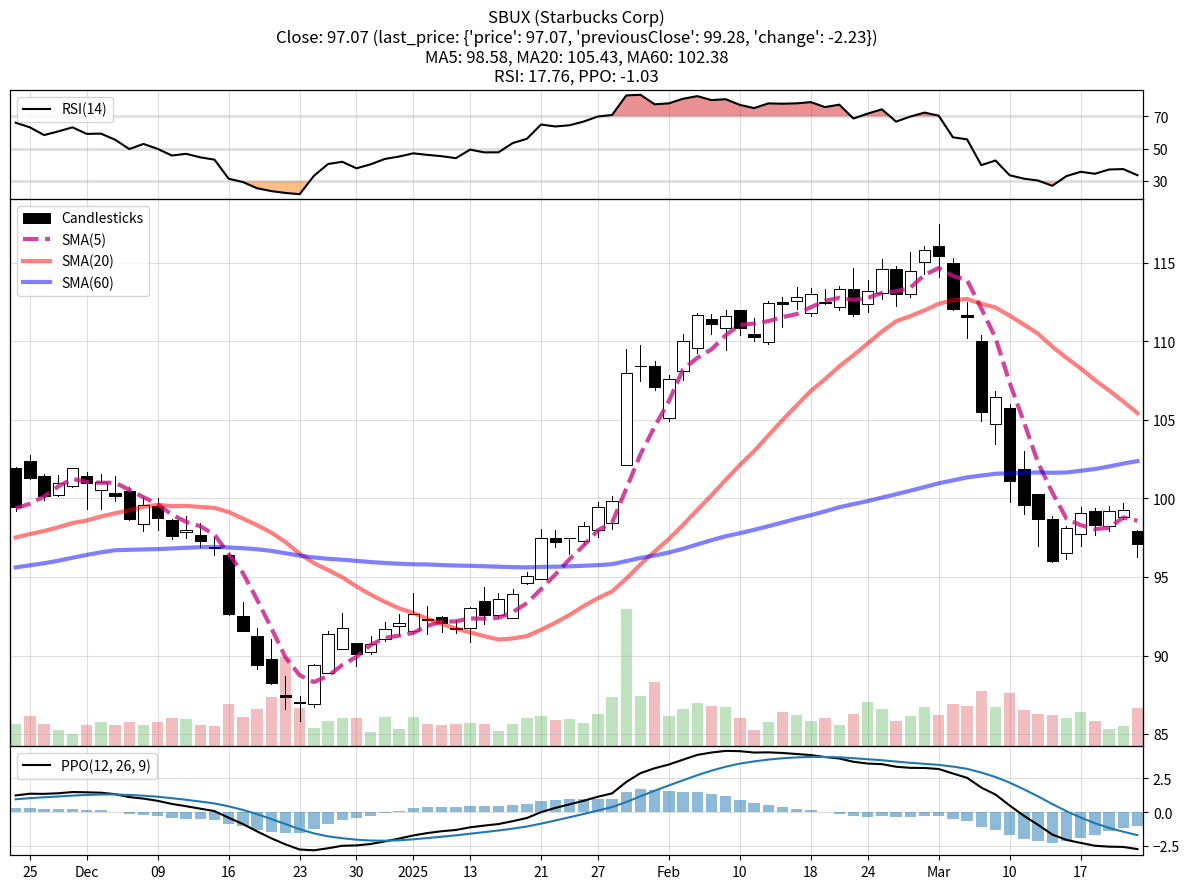 SBUX (Starbucks Corp)
Close: 97.07 (last_price: {'price': 97.07, 'previousClose': 99.28, 'change': -2.23})
MA5: 98.58, MA20: 105.43, MA60: 102.38
RSI: 17.76, PPO: -1.03
RSI(14)
70
50
30
Candlesticks
SMA(5)
SMA(20)
SMA(60)
115
110
105
100
95
90
85
PPO(12, 26, 9)
2.5
0.0
−2.5
25 Dec 09 16 23 30 2025 13 21 27 Feb 10 18 24 Mar 10 17